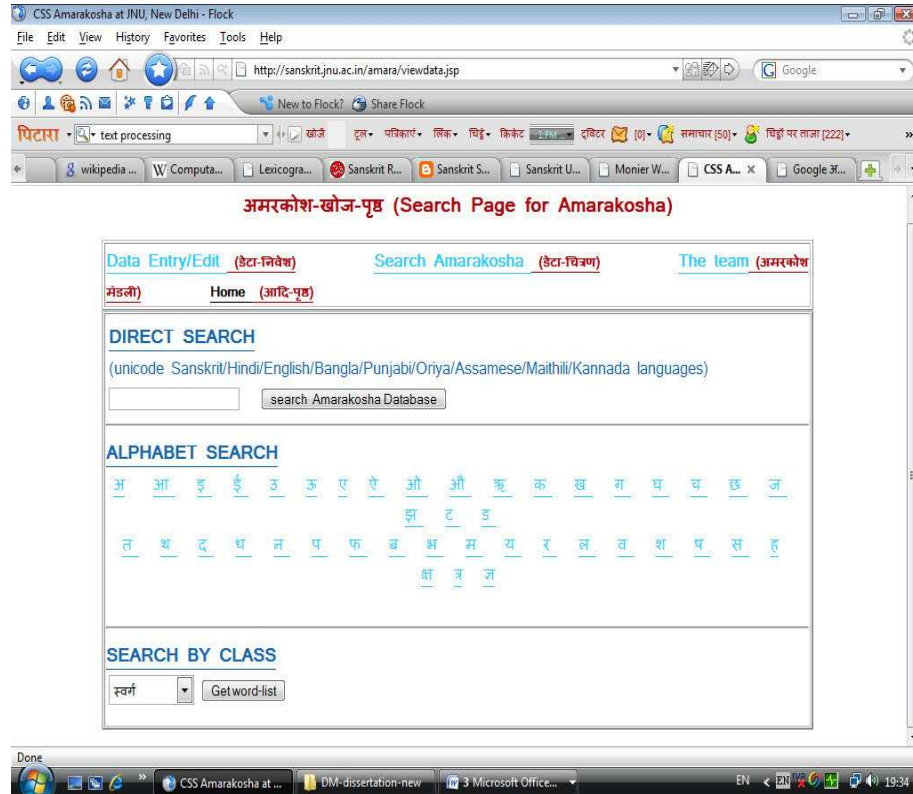 CSS Amarakosha at JNU, New Delhi - Flock
File Edit View History Favorites Tools Help
http://sanskrit.jnu.ac.in/amara/viewdata.jsp Google
New to Flock? Share Flock
पिटारा text processing खोजें टूल पत्रिकाएं लिंक चिट्ठे क्रिकेट 1 FM ट्विटर [0] समाचार [50] चिट्ठों पर ताजा [222] »
wikipedia ... Computa... Lexicogra... Sanskrit R... Sanskrit S... Sanskrit U... Monier W... CSS A... X Google अ...
अमरकोश-खोज-पृष्ठ (Search Page for Amarakosha)
Data Entry/Edit (डेटा-निवेश) Search Amarakosha (डेटा-चित्रण) The team (अमरकोश
मंडली) Home (आदि-पृष्ठ)
DIRECT SEARCH
(unicode Sanskrit/Hindi/English/Bangla/Punjabi/Oriya/Assamese/Maithili/Kannada languages)
search Amarakosha Database
ALPHABET SEARCH
अ आ इ ई उ ऊ ए ऐ ओ औ ऋ क ख ग घ च छ ज
झ ट ड
त थ द ध न प फ ब भ म य र ल व श ष स ह
क्ष त्र ज्ञ
SEARCH BY CLASS
स्वर्ग Get word-list
Done
» CSS Amarakosha at ... DM-dissertation-new 3 Microsoft Office... EN EN 19:34